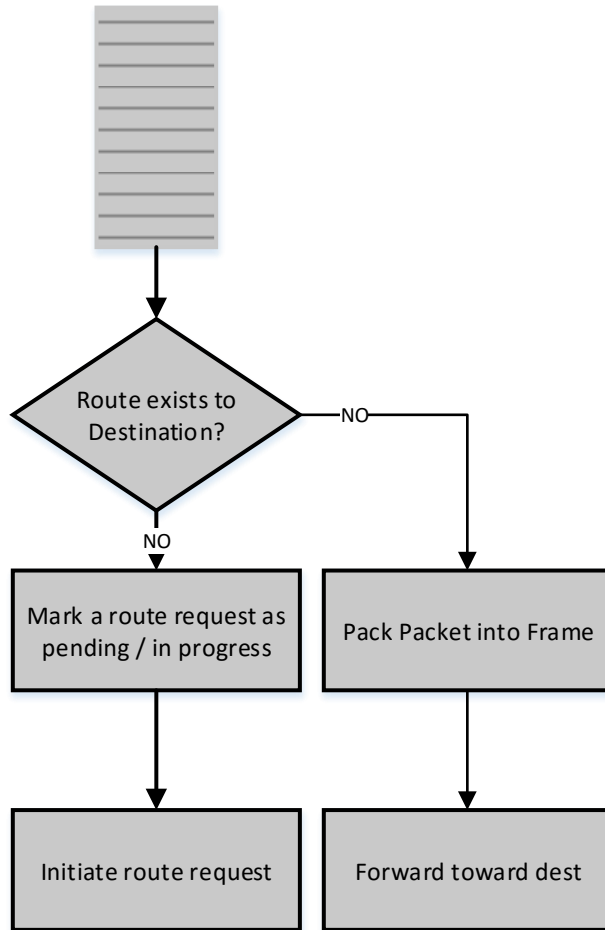 Route exists to
Destination?
NO
NO
Mark a route request as
pending / in progress
Pack Packet into Frame
Initiate route request
Forward toward dest